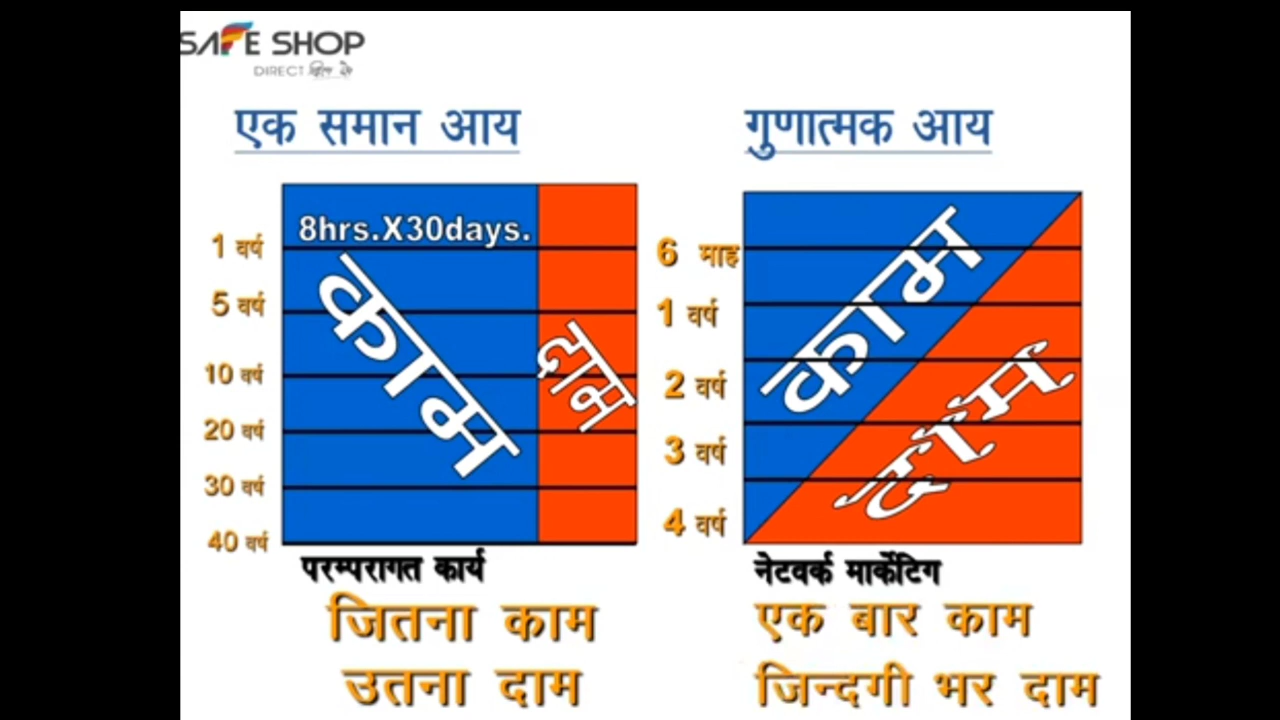 SAFE SHOP
DIRECT दिल से
एक समान आय
8hrs.X30days.
1 वर्ष
5 वर्ष
10 वर्ष
20 वर्ष
30 वर्ष
40 वर्ष
काम
दाम
परम्परागत कार्य
जितना काम
उतना दाम
गुणात्मक आय
6 माह
1 वर्ष
2 वर्ष
3 वर्ष
4 वर्ष
काम
दाम
नेटवर्क मार्केटिग
एक बार काम
जिन्दगी भर दाम